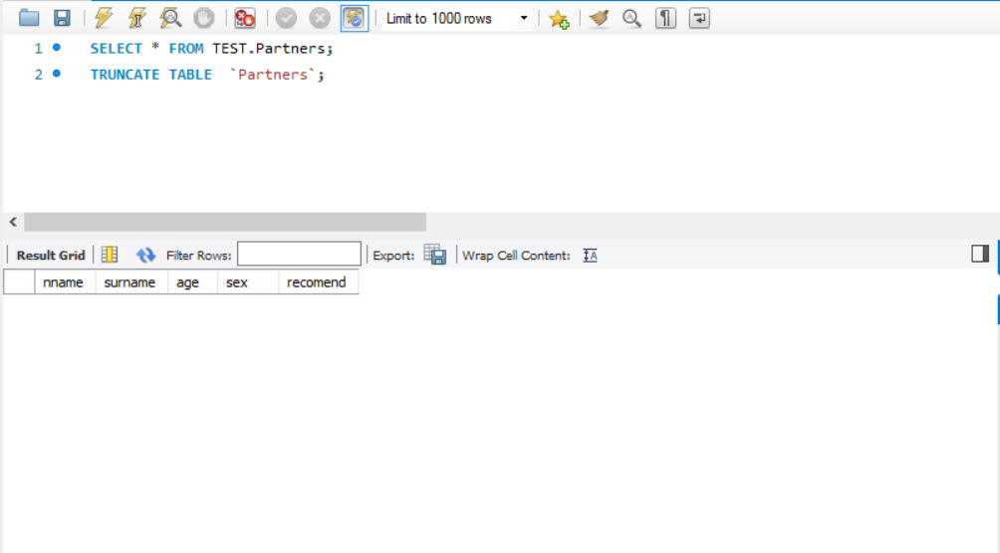 Limit to 1000 rows
1 SELECT * FROM TEST.Partners;
2 TRUNCATE TABLE `Partners`;
Result Grid Filter Rows: Export: Wrap Cell Content:
nname surname age sex recomend